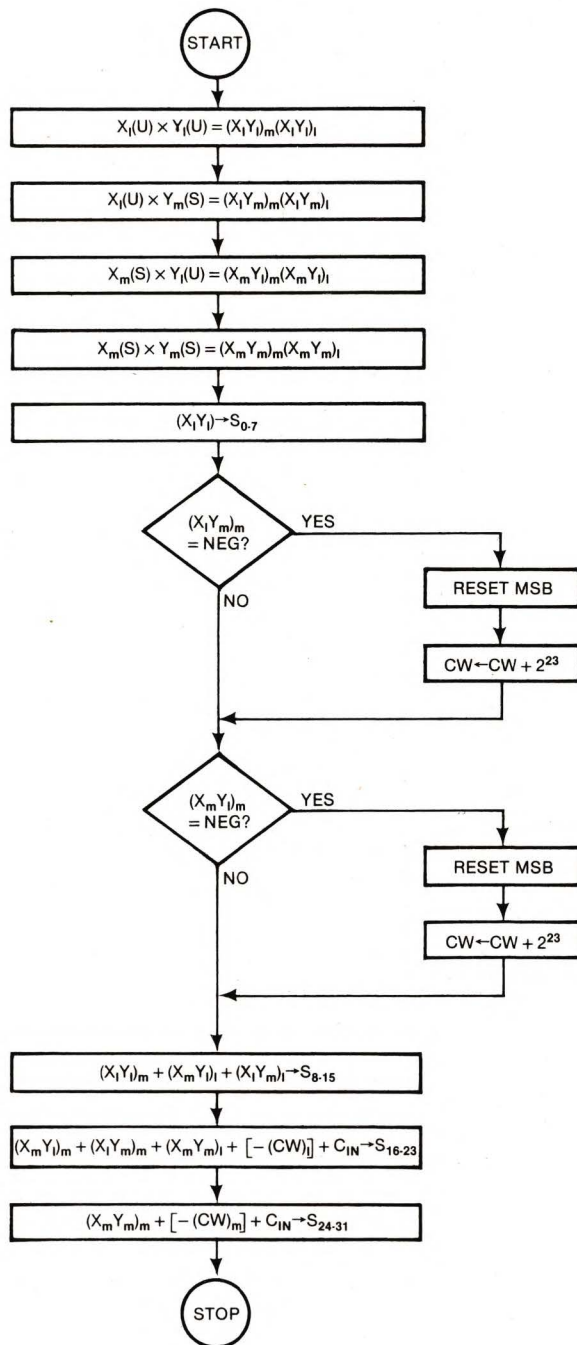 START
Xₗ(U) × Yₗ(U) = (XₗYₗ)ₘ(XₗYₗ)ₗ
Xₗ(U) × Yₘ(S) = (XₗYₘ)ₘ(XₗYₘ)ₗ
Xₘ(S) × Yₗ(U) = (XₘYₗ)ₘ(XₘYₗ)ₗ
Xₘ(S) × Yₘ(S) = (XₘYₘ)ₘ(XₘYₘ)ₗ
(XₗYₗ)→S₀₋₇
(XₗYₘ)ₘ
= NEG?
YES
NO
RESET MSB
CW←CW + 2²³
(XₘYₗ)ₘ
= NEG?
YES
NO
RESET MSB
CW←CW + 2²³
(XₗYₗ)ₘ + (XₘYₗ)ₗ + (XₗYₘ)ₗ→S₈₋₁₅
(XₘYₗ)ₘ + (XₗYₘ)ₘ + (XₘYₘ)ₗ + [−(CW)ₗ] + C_IN→S₁₆₋₂₃
(XₘYₘ)ₘ + [−(CW)ₘ] + C_IN→S₂₄₋₃₁
STOP